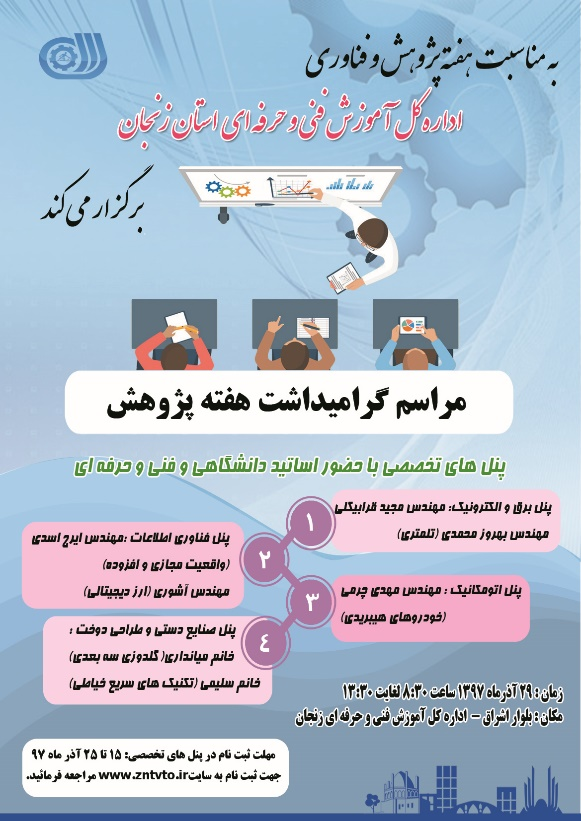 به مناسبت هفته پژوهش و فناوری
اداره کل آموزش فنی و حرفه ای استان زنجان
برگزار می کند
مراسم گرامیداشت هفته پژوهش
پنل های تخصصی با حضور اساتید دانشگاهی و فنی و حرفه ای
۱
پنل برق و الکترونیک: مهندس مجید قرابیگلی
مهندس بهروز محمدی (تلمتری)
۲
پنل فناوری اطلاعات :مهندس ایرج اسدی
(واقعیت مجازی و افزوده)
مهندس آشوری (ارز دیجیتالی)
۳
پنل اتومکانیک : مهندس مهدی چرمی
(خودروهای هیبریدی)
۴
پنل صنایع دستی و طراحی دوخت :
خانم میانداری( گلدوزی سه بعدی)
خانم سلیمی (تکنیک های سریع خیاطی)
زمان : ۲۹ آذر ماه ۱۳۹۷ ساعت ۸:۳۰ لغایت ۱۳:۳۰
مکان : بلوار اشراق - اداره کل آموزش فنی و حرفه ای زنجان
مهلت ثبت نام در پنل های تخصصی: ۱۵ تا ۲۵ آذر ماه ۹۷
جهت ثبت نام به سایت www.zntvto.ir مراجعه فرمائید.